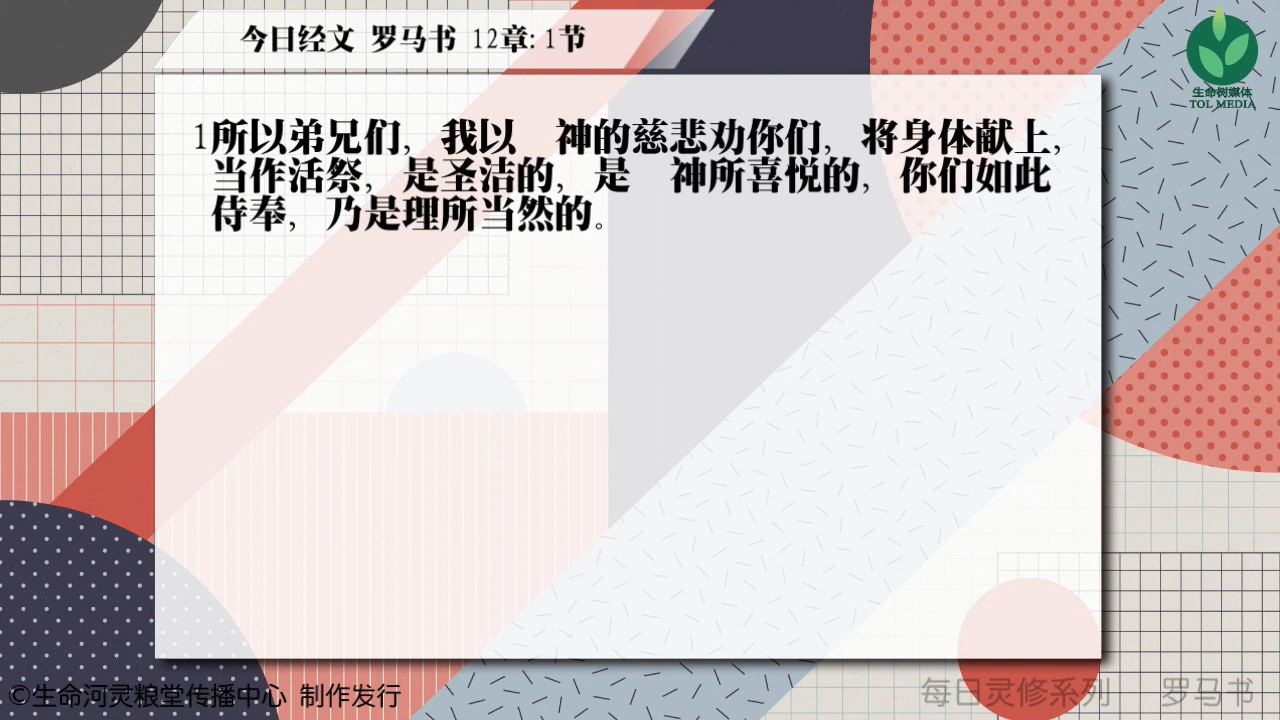 今日经文 罗马书 12章: 1节
生命树媒体
TOL MEDIA
1所以弟兄们，我以　神的慈悲劝你们，将身体献上，
当作活祭，是圣洁的，是　神所喜悦的，你们如此
侍奉，乃是理所当然的。
©生命河灵粮堂传播中心 制作发行
每日灵修系列　罗马书